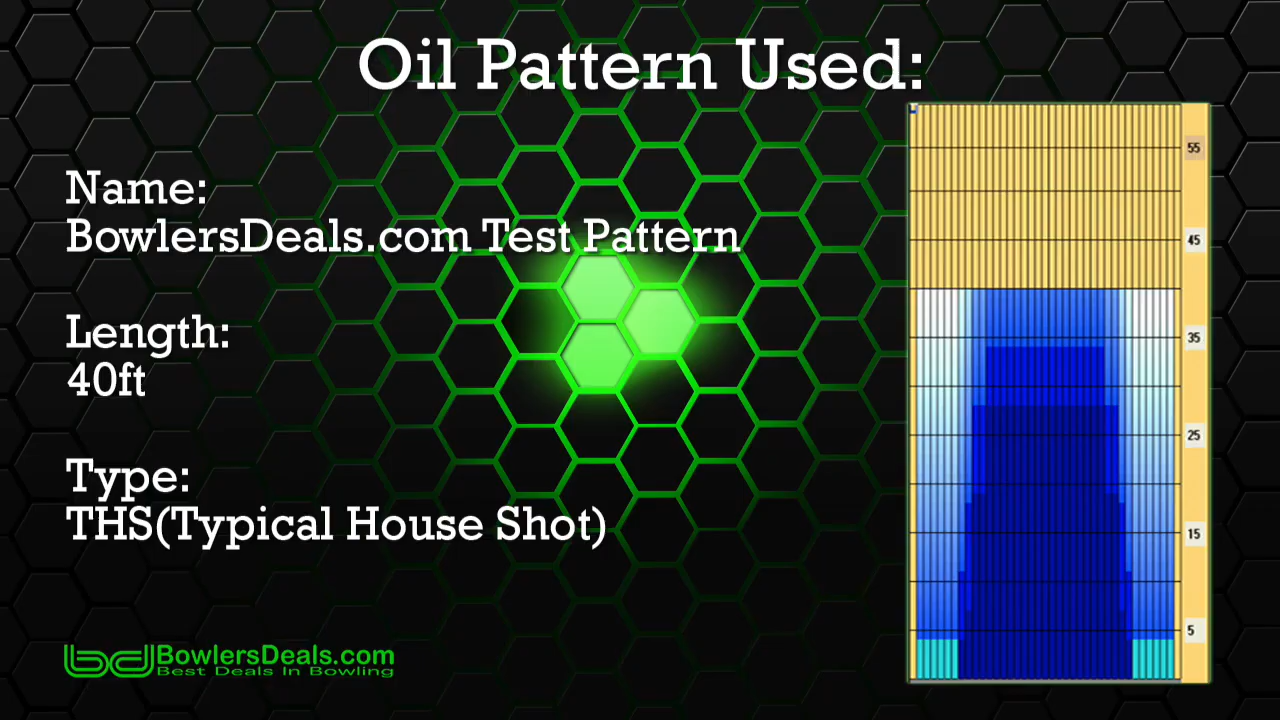 Oil Pattern Used:
Name:
BowlersDeals.com Test Pattern
Length:
40ft
Type:
THS(Typical House Shot)
55
45
35
25
15
5
bd BowlersDeals.com
Best Deals In Bowling